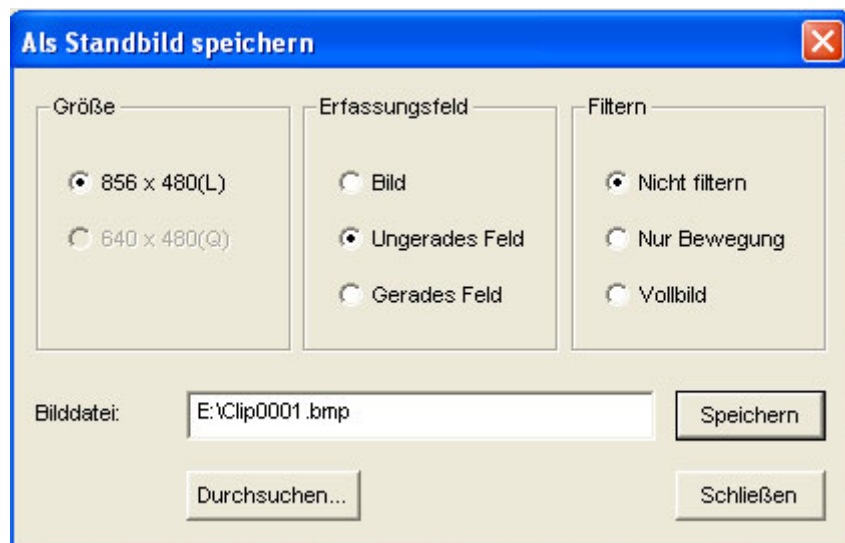 Als Standbild speichern
Größe
856 x 480(L)
640 x 480(Q)
Erfassungsfeld
Bild
Ungerades Feld
Gerades Feld
Filtern
Nicht filtern
Nur Bewegung
Vollbild
Bilddatei:
E:\Clip0001.bmp
Speichern
Durchsuchen...
Schließen